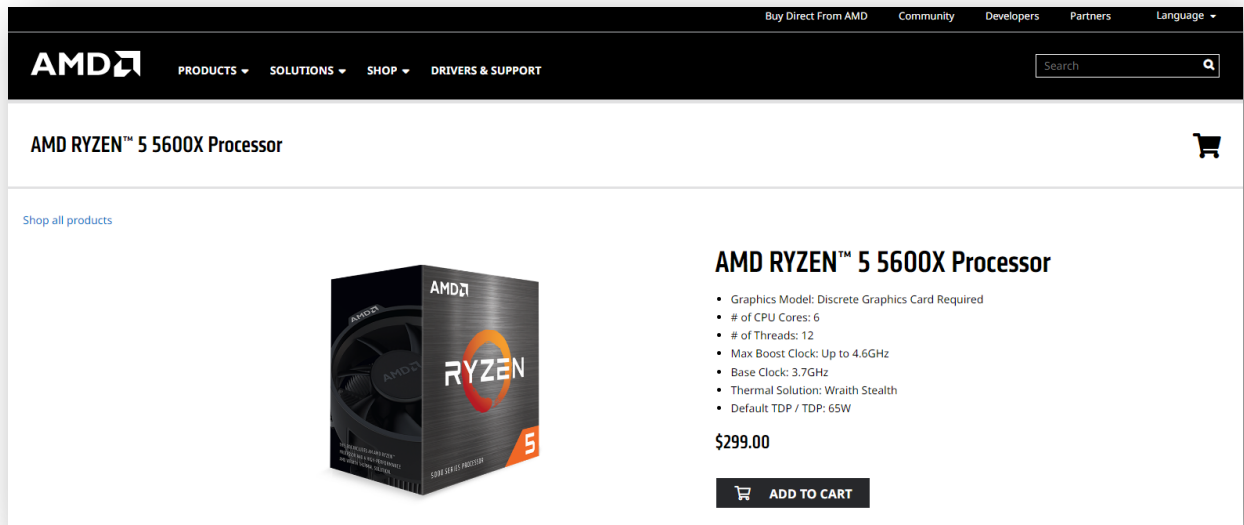 Buy Direct From AMD Community Developers Partners Language
AMD PRODUCTS SOLUTIONS SHOP DRIVERS & SUPPORT Search
AMD RYZEN™ 5 5600X Processor
Shop all products
AMD
AMD
AMD
RYZEN
5
5000 SERIES PROCESSOR
AMD RYZEN™ 5 5600X Processor
• Graphics Model: Discrete Graphics Card Required
• # of CPU Cores: 6
• # of Threads: 12
• Max Boost Clock: Up to 4.6GHz
• Base Clock: 3.7GHz
• Thermal Solution: Wraith Stealth
• Default TDP / TDP: 65W
$299.00
ADD TO CART